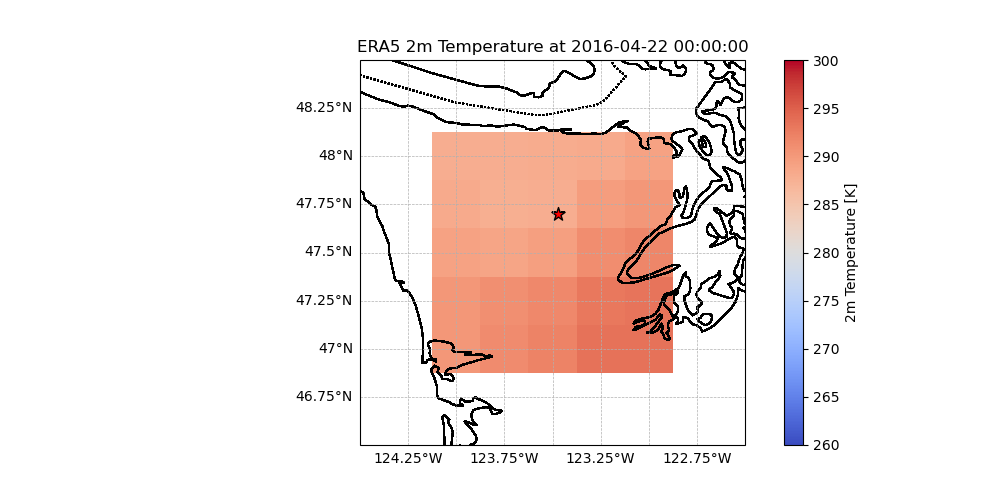 ERA5 2m Temperature at 2016-04-22 00:00:00
48.25°N
48°N
47.75°N
47.5°N
47.25°N
47°N
46.75°N
124.25°W 123.75°W 123.25°W 122.75°W
300
295
290
285
280
275
270
265
260
2m Temperature [K]